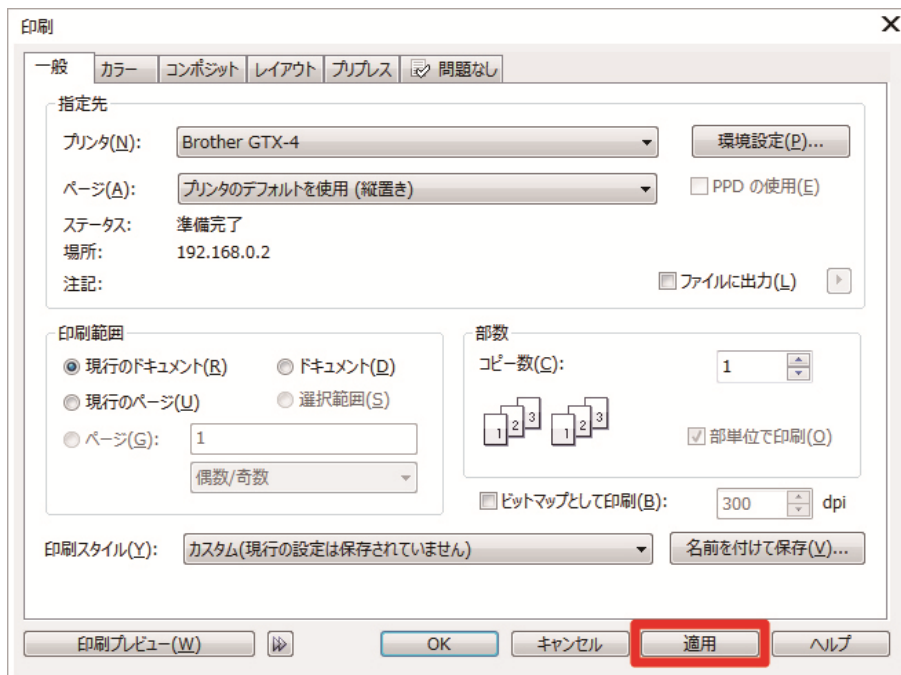 印刷
一般 カラー コンポジット レイアウト プリプレス 問題なし
指定先
プリンタ(N): Brother GTX-4 環境設定(P)...
ページ(A): プリンタのデフォルトを使用 (縦置き) PPD の使用(E)
ステータス: 準備完了
場所: 192.168.0.2
注記: ファイルに出力(L)
印刷範囲 部数
現行のドキュメント(R) ドキュメント(D) コピー数(C): 1
現行のページ(U) 選択範囲(S)
1 2 3 1 2 3
ページ(G): 1 部単位で印刷(O)
偶数/奇数
ビットマップとして印刷(B): 300 dpi
印刷スタイル(Y): カスタム(現行の設定は保存されていません) 名前を付けて保存(V)...
印刷プレビュー(W) OK キャンセル 適用 ヘルプ